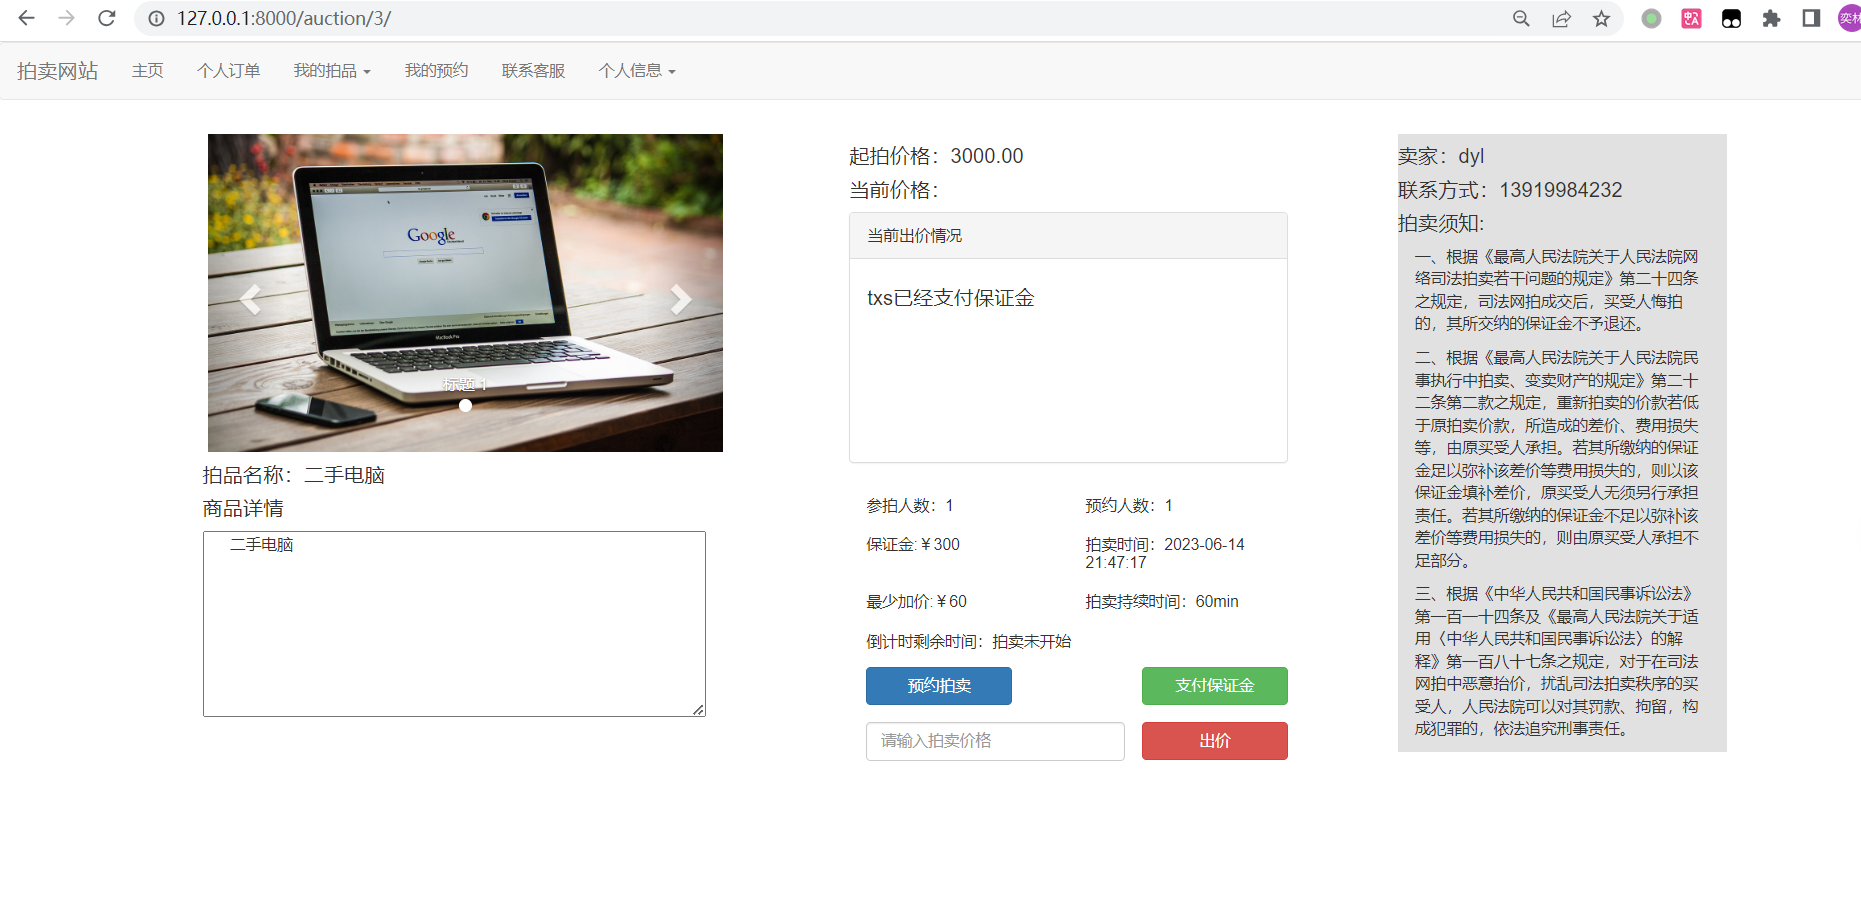 127.0.0.1:8000/auction/3/
奕林
拍卖网站 主页 个人订单 我的拍品 我的预约 联系客服 个人信息
Google
MacBook Pro
标题 1
拍品名称：二手电脑
商品详情
二手电脑
起拍价格：3000.00
当前价格：
当前出价情况
txs已经支付保证金
参拍人数：1 预约人数：1
保证金:￥300 拍卖时间：2023-06-14
21:47:17
最少加价:￥60 拍卖持续时间：60min
倒计时剩余时间：拍卖未开始
预约拍卖 支付保证金
请输入拍卖价格 出价
卖家：dyl
联系方式：13919984232
拍卖须知:
一、根据《最高人民法院关于人民法院网
络司法拍卖若干问题的规定》第二十四条
之规定，司法网拍成交后，买受人悔拍
的，其所交纳的保证金不予退还。
二、根据《最高人民法院关于人民法院民
事执行中拍卖、变卖财产的规定》第二十
二条第二款之规定，重新拍卖的价款若低
于原拍卖价款，所造成的差价、费用损失
等，由原买受人承担。若其所缴纳的保证
金足以弥补该差价等费用损失的，则以该
保证金填补差价，原买受人无须另行承担
责任。若其所缴纳的保证金不足以弥补该
差价等费用损失的，则由原买受人承担不
足部分。
三、根据《中华人民共和国民事诉讼法》
第一百一十四条及《最高人民法院关于适
用〈中华人民共和国民事诉讼法〉的解
释》第一百八十七条之规定，对于在司法
网拍中恶意抬价，扰乱司法拍卖秩序的买
受人，人民法院可以对其罚款、拘留，构
成犯罪的，依法追究刑事责任。